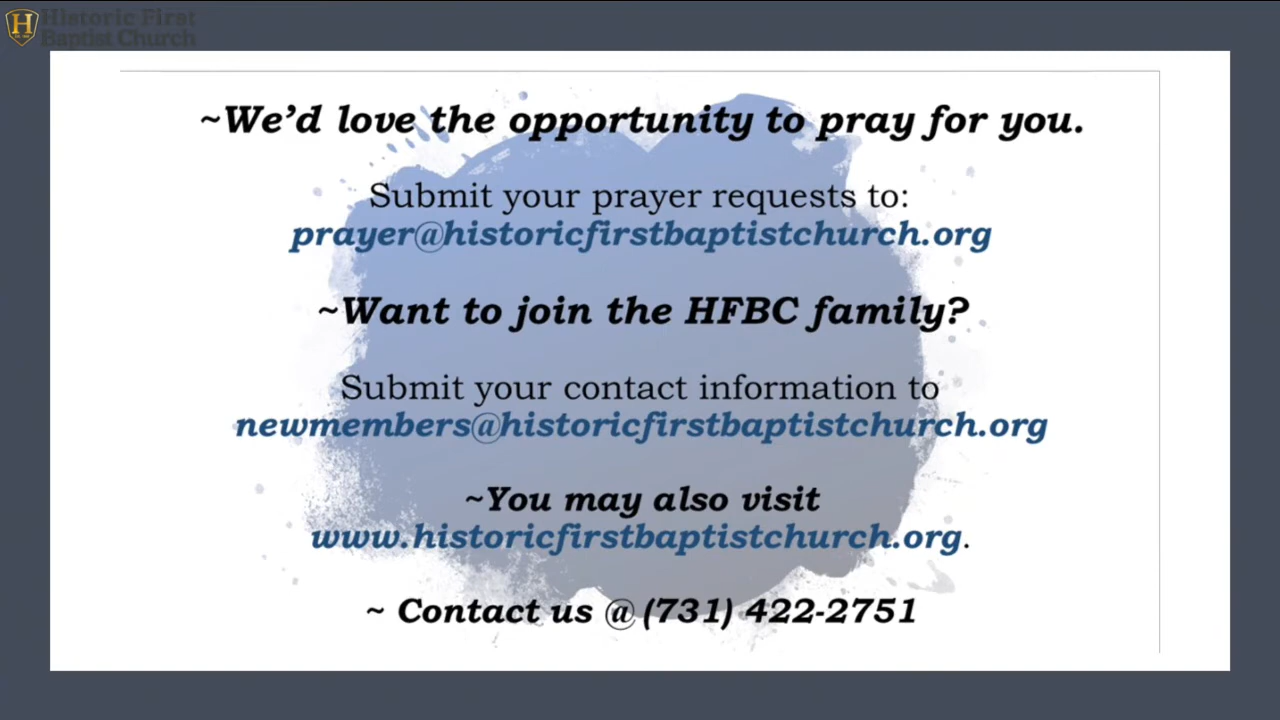 Historic First
Baptist Church
H
~We’d love the opportunity to pray for you.
Submit your prayer requests to:
prayer@historicfirstbaptistchurch.org
~Want to join the HFBC family?
Submit your contact information to
newmembers@historicfirstbaptistchurch.org
~You may also visit
www.historicfirstbaptistchurch.org.
~ Contact us @ (731) 422-2751